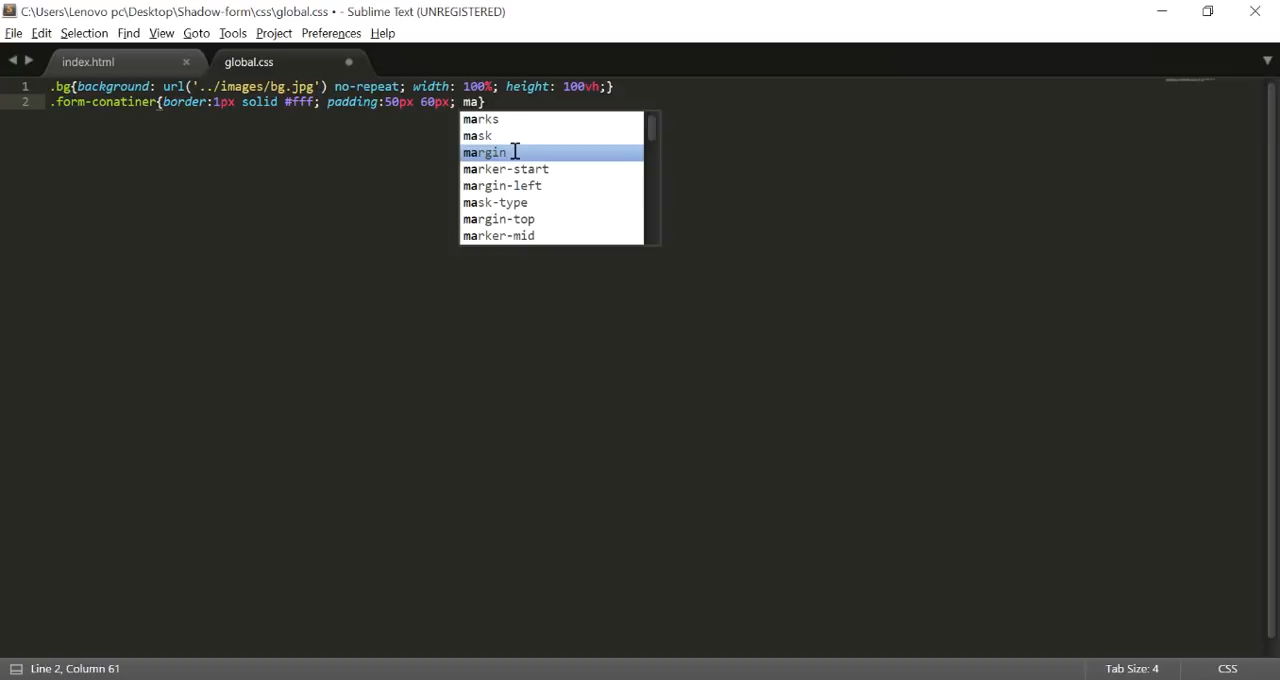 C:\Users\Lenovo pc\Desktop\Shadow-form\css\global.css • - Sublime Text (UNREGISTERED)
File Edit Selection Find View Goto Tools Project Preferences Help
index.html global.css
1 .bg{background: url('../images/bg.jpg') no-repeat; width: 100%; height: 100vh;}
2 .form-conatiner{border:1px solid #fff; padding:50px 60px; ma}
marks
mask
margin
marker-start
margin-left
mask-type
margin-top
marker-mid
Line 2, Column 61 Tab Size: 4 CSS